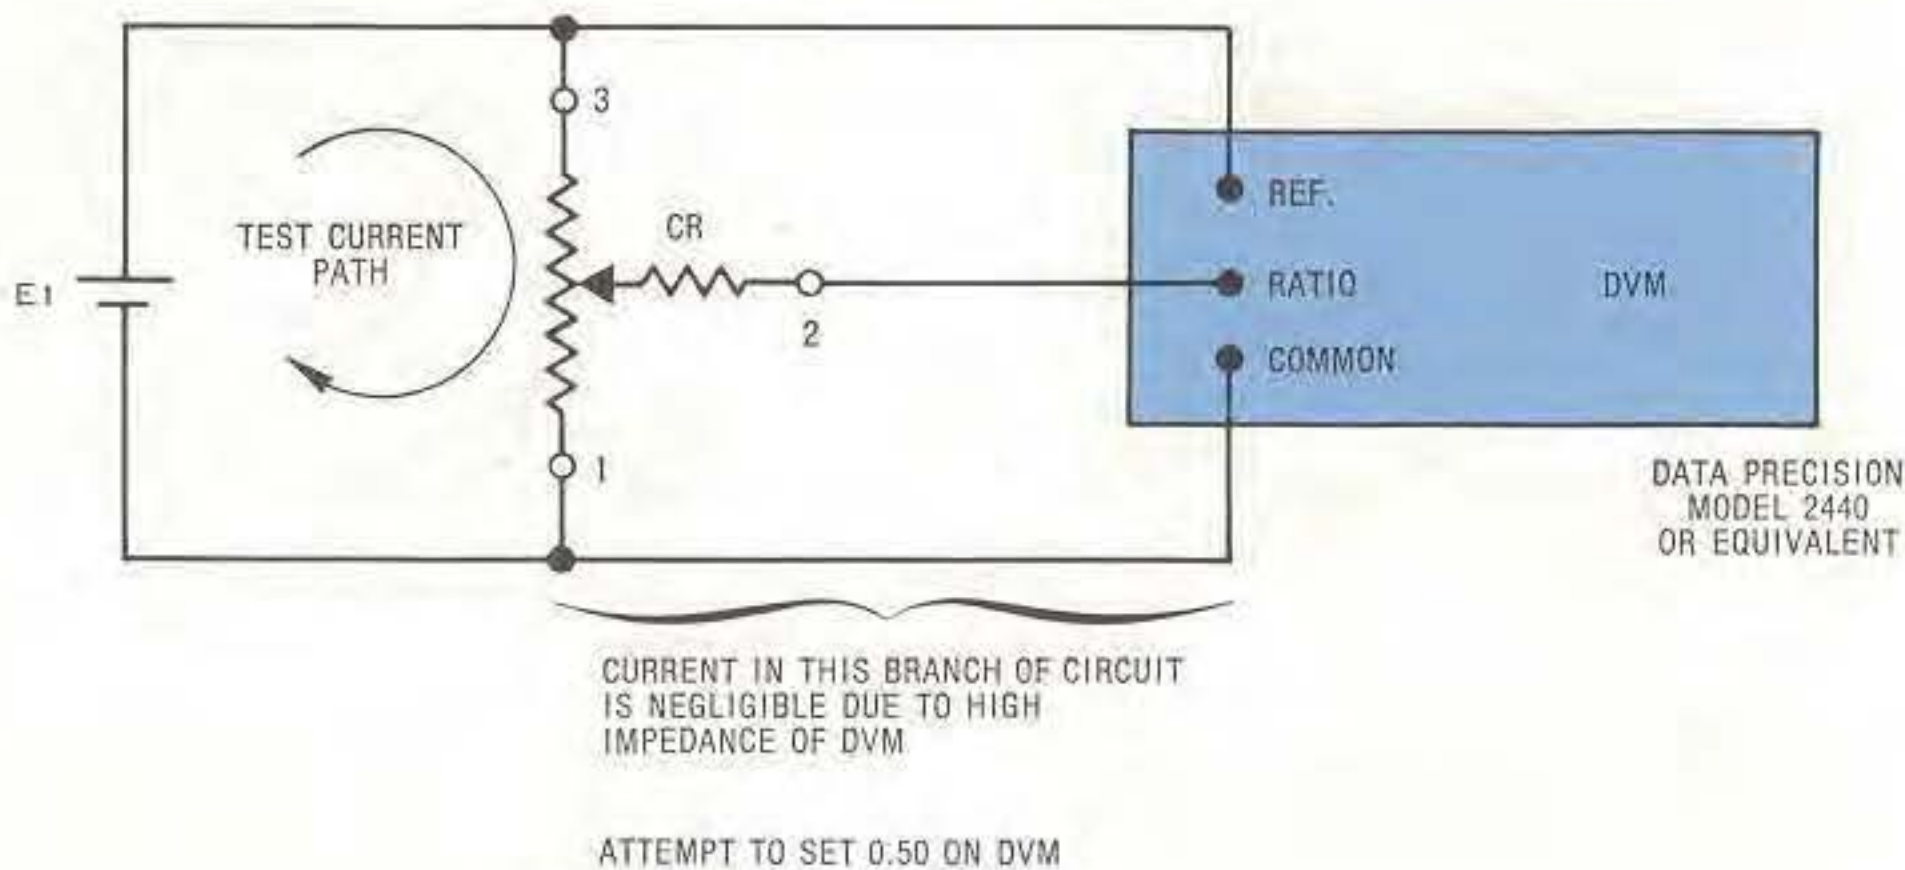 3
REF.
CR
TEST CURRENT
PATH
E1
RATIO
DVM
2
COMMON
1
DATA PRECISION
MODEL 2440
OR EQUIVALENT
CURRENT IN THIS BRANCH OF CIRCUIT
IS NEGLIGIBLE DUE TO HIGH
IMPEDANCE OF DVM
ATTEMPT TO SET 0.50 ON DVM